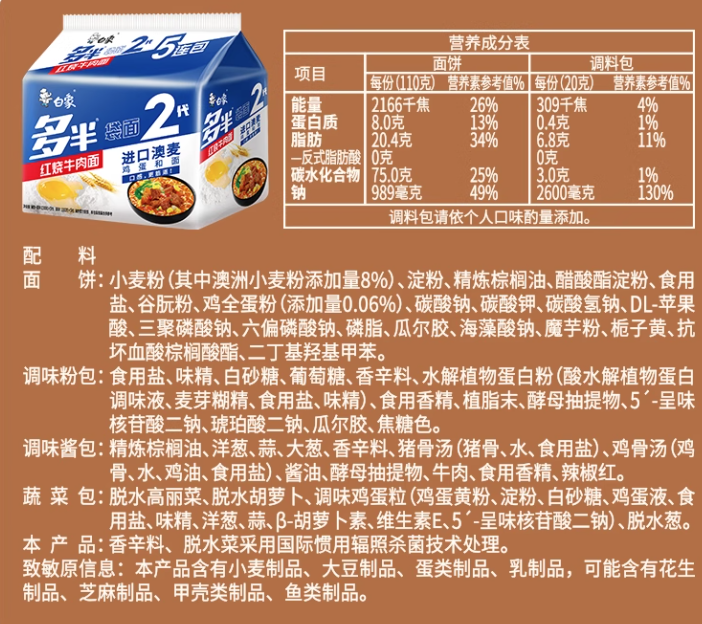 白象
多半
袋面
2代
5连包
红烧牛肉面
白象
多半
袋面
2代
红烧牛肉面
进口澳麦
鸡蛋和面
营养成分表
项目 面饼 调料包
每份(110克) 营养素参考值% 每份(20克) 营养素参考值%
能量 2166千焦 26% 309千焦 4%
蛋白质 8.0克 13% 0.4克 1%
脂肪 20.4克 34% 6.8克 11%
—反式脂肪酸 0克 0克
碳水化合物 75.0克 25% 3.0克 1%
钠 989毫克 49% 2600毫克 130%
调料包请依个人口味酌量添加。
配 料
面 饼：小麦粉(其中澳洲小麦粉添加量8%)、淀粉、精炼棕榈油、醋酸酯淀粉、食用
盐、谷朊粉、鸡全蛋粉(添加量0.06%)、碳酸钠、碳酸钾、碳酸氢钠、DL-苹果
酸、三聚磷酸钠、六偏磷酸钠、磷脂、瓜尔胶、海藻酸钠、魔芋粉、栀子黄、抗
坏血酸棕榈酸酯、二丁基羟基甲苯。
调味粉包：食用盐、味精、白砂糖、葡萄糖、香辛料、水解植物蛋白粉(酸水解植物蛋白
调味液、麦芽糊精、食用盐、味精)、食用香精、植脂末、酵母抽提物、5´-呈味
核苷酸二钠、琥珀酸二钠、瓜尔胶、焦糖色。
调味酱包：精炼棕榈油、洋葱、蒜、大葱、香辛料、猪骨汤(猪骨、水、食用盐)、鸡骨汤(鸡
骨、水、鸡油、食用盐)、酱油、酵母抽提物、牛肉、食用香精、辣椒红。
蔬 菜 包：脱水高丽菜、脱水胡萝卜、调味鸡蛋粒(鸡蛋黄粉、淀粉、白砂糖、鸡蛋液、食
用盐、味精、洋葱、蒜、β-胡萝卜素、维生素E、5´-呈味核苷酸二钠)、脱水葱。
本 产 品：香辛料、脱水菜采用国际惯用辐照杀菌技术处理。
致敏原信息：本产品含有小麦制品、大豆制品、蛋类制品、乳制品，可能含有花生
制品、芝麻制品、甲壳类制品、鱼类制品。